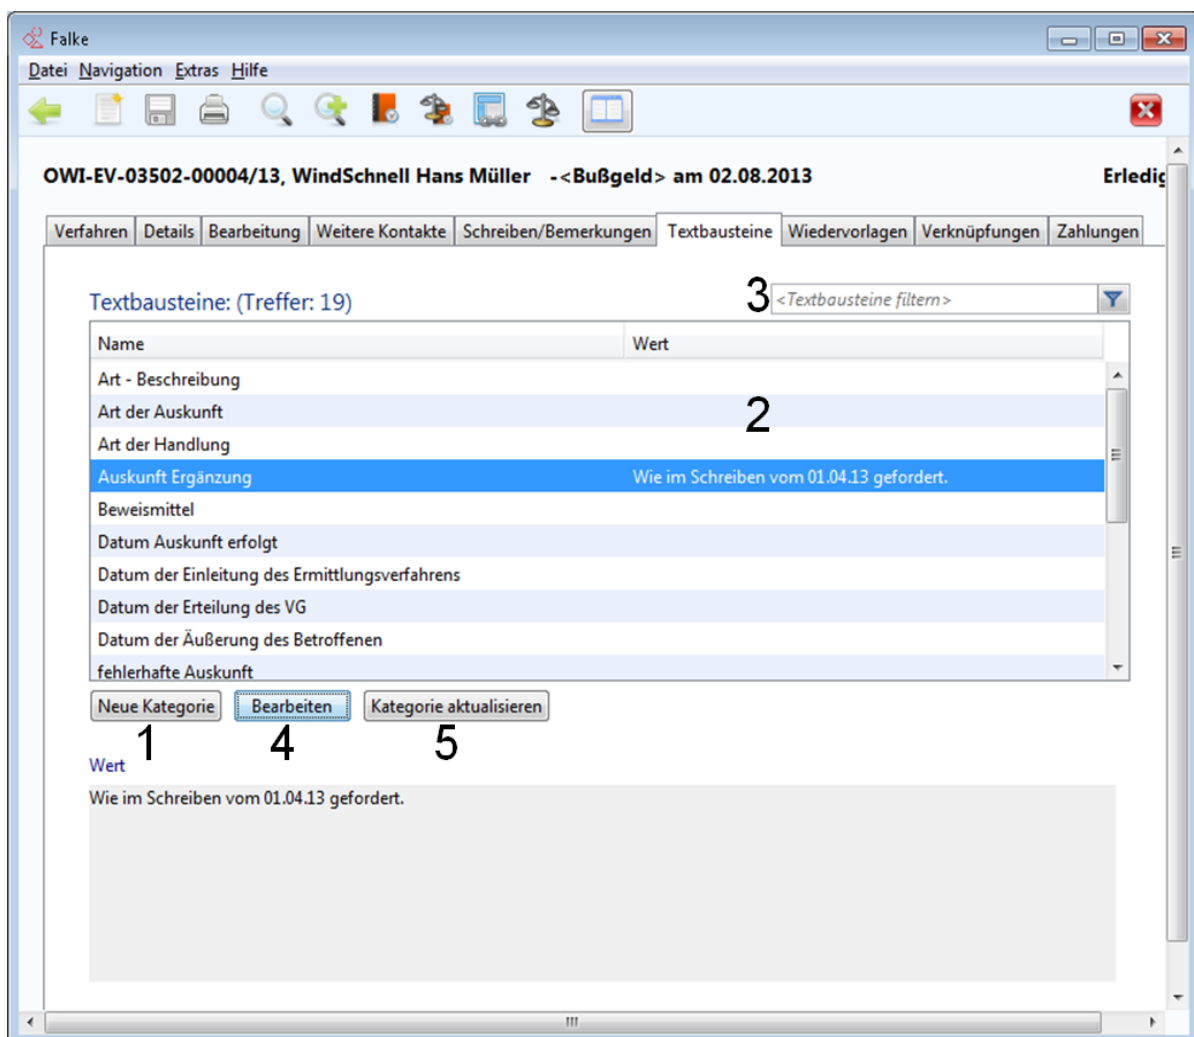 Falke
Datei Navigation Extras Hilfe
OWI-EV-03502-00004/13, WindSchnell Hans Müller -<Bußgeld> am 02.08.2013 Erledig
Verfahren Details Bearbeitung Weitere Kontakte Schreiben/Bemerkungen Textbausteine Wiedervorlagen Verknüpfungen Zahlungen
Textbausteine: (Treffer: 19) 3 <Textbausteine filtern>
Name Wert
Art - Beschreibung
Art der Auskunft 2
Art der Handlung
Auskunft Ergänzung Wie im Schreiben vom 01.04.13 gefordert.
Beweismittel
Datum Auskunft erfolgt
Datum der Einleitung des Ermittlungsverfahrens
Datum der Erteilung des VG
Datum der Äußerung des Betroffenen
fehlerhafte Auskunft
Neue Kategorie Bearbeiten Kategorie aktualisieren
1 4 5
Wert
Wie im Schreiben vom 01.04.13 gefordert.